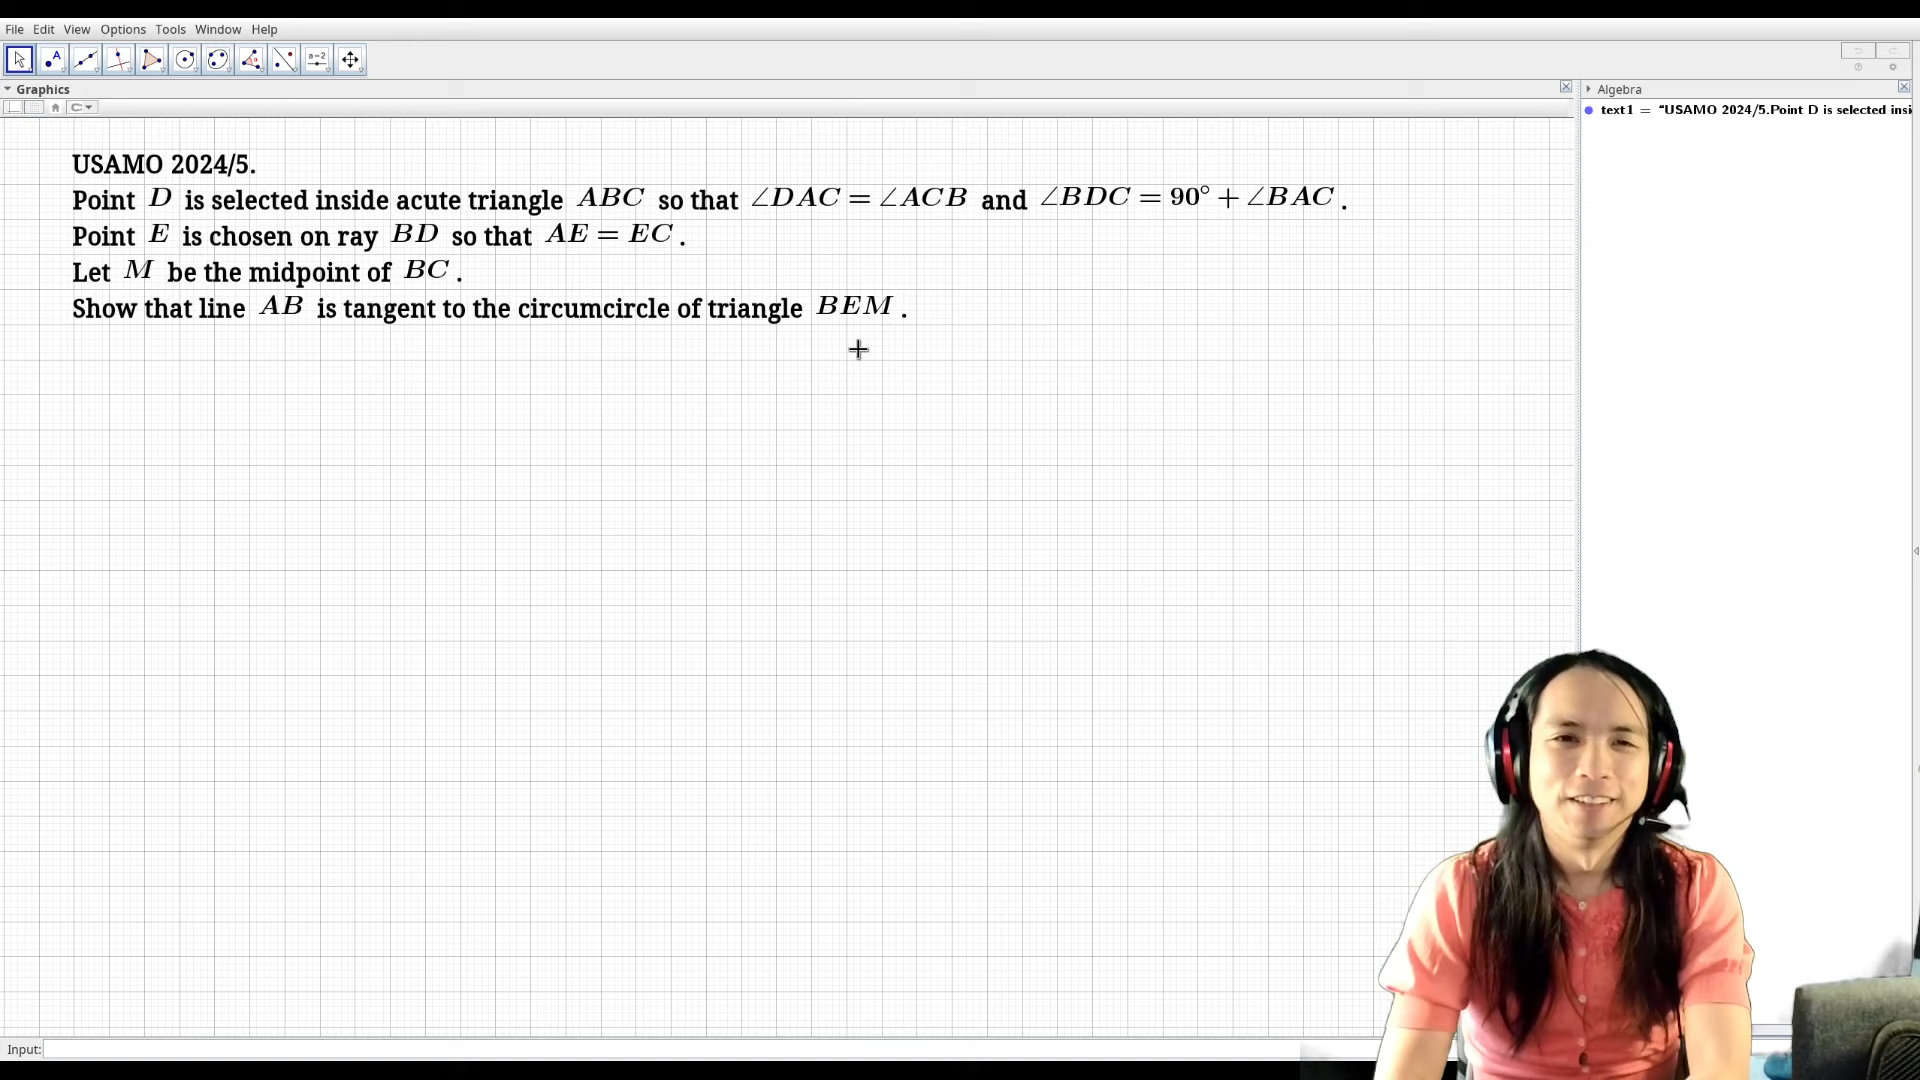 File Edit View Options Tools Window Help
Graphics
Algebra
text1 = "USAMO 2024/5.Point D is selected insi
USAMO 2024/5.
Point D is selected inside acute triangle ABC so that ∠DAC = ∠ACB and ∠BDC = 90° + ∠BAC .
Point E is chosen on ray BD so that AE = EC .
Let M be the midpoint of BC .
Show that line AB is tangent to the circumcircle of triangle BEM .
Input: